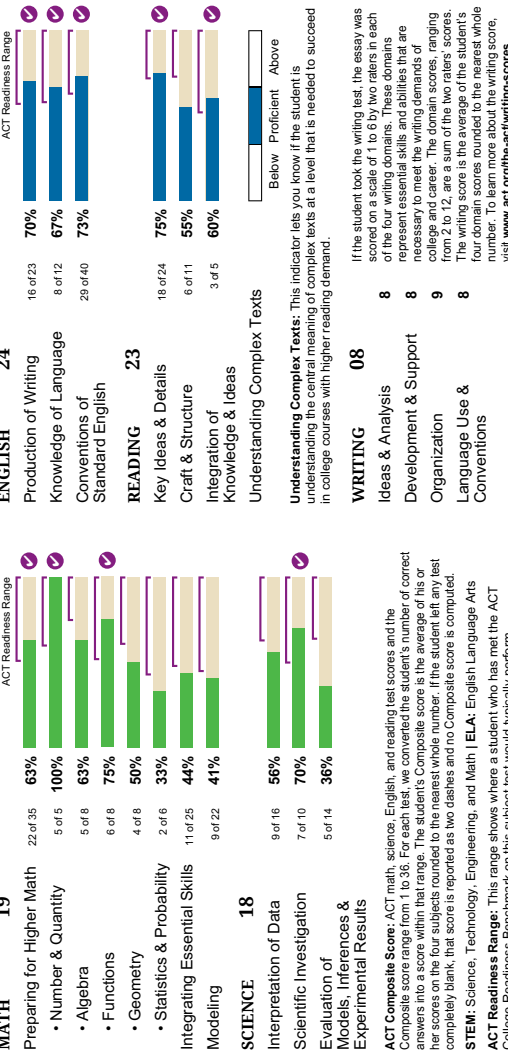 MATH 19
ACT Readiness Range
Preparing for Higher Math 22 of 35 63%
• Number & Quantity 5 of 5 100%
• Algebra 5 of 8 63%
• Functions 6 of 8 75%
• Geometry 4 of 8 50%
• Statistics & Probability 2 of 6 33%
Integrating Essential Skills 11 of 25 44%
Modeling 9 of 22 41%
SCIENCE 18
Interpretation of Data 9 of 16 56%
Scientific Investigation 7 of 10 70%
Evaluation of
Models, Inferences &
Experimental Results 5 of 14 36%
ACT Composite Score: ACT math, science, English, and reading test scores and the
Composite score range from 1 to 36. For each test, we converted the student's number of correct
answers into a score within that range. The student's Composite score is the average of his or
her scores on the four subjects rounded to the nearest whole number. If the student left any test
completely blank, that score is reported as two dashes and no Composite score is computed.
STEM: Science, Technology, Engineering, and Math | ELA: English Language Arts
ACT Readiness Range: This range shows where a student who has met the ACT
College Readiness Benchmark on this subject test would typically perform.
ENGLISH 24
ACT Readiness Range
Production of Writing 16 of 23 70%
Knowledge of Language 8 of 12 67%
Conventions of
Standard English 29 of 40 73%
READING 23
Key Ideas & Details 18 of 24 75%
Craft & Structure 6 of 11 55%
Integration of
Knowledge & Ideas 3 of 5 60%
Understanding Complex Texts Below Proficient Above
Understanding Complex Texts: This indicator lets you know if the student is
understanding the central meaning of complex texts at a level that is needed to succeed
in college courses with higher reading demand.
WRITING 08
Ideas & Analysis 8
Development & Support 8
Organization 9
Language Use &
Conventions 8
If the student took the writing test, the essay was
scored on a scale of 1 to 6 by two raters in each
of the four writing domains. These domains
represent essential skills and abilities that are
necessary to meet the writing demands of
college and career. The domain scores, ranging
from 2 to 12, are a sum of the two raters' scores.
The writing score is the average of the student's
four domain scores rounded to the nearest whole
number. To learn more about the writing score,
visit www.act.org/the-act/writing-scores